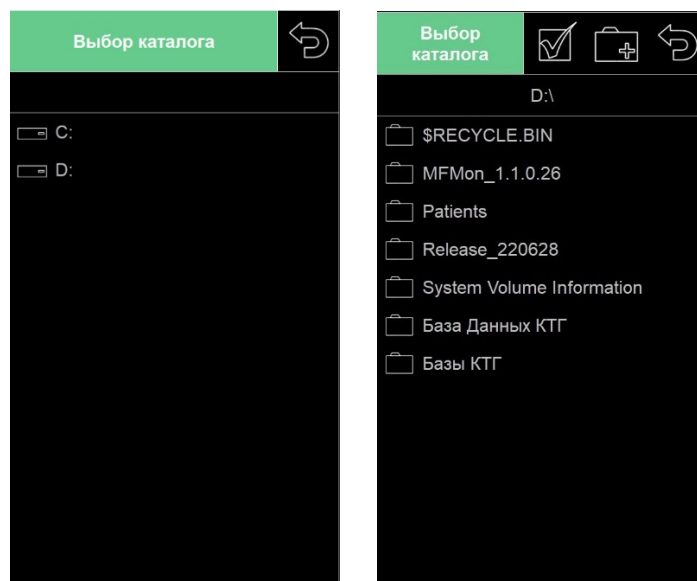 Выбор каталога
C:
D:
Выбор
каталога
D:\
$RECYCLE.BIN
MFMon_1.1.0.26
Patients
Release_220628
System Volume Information
База Данных КТГ
Базы КТГ